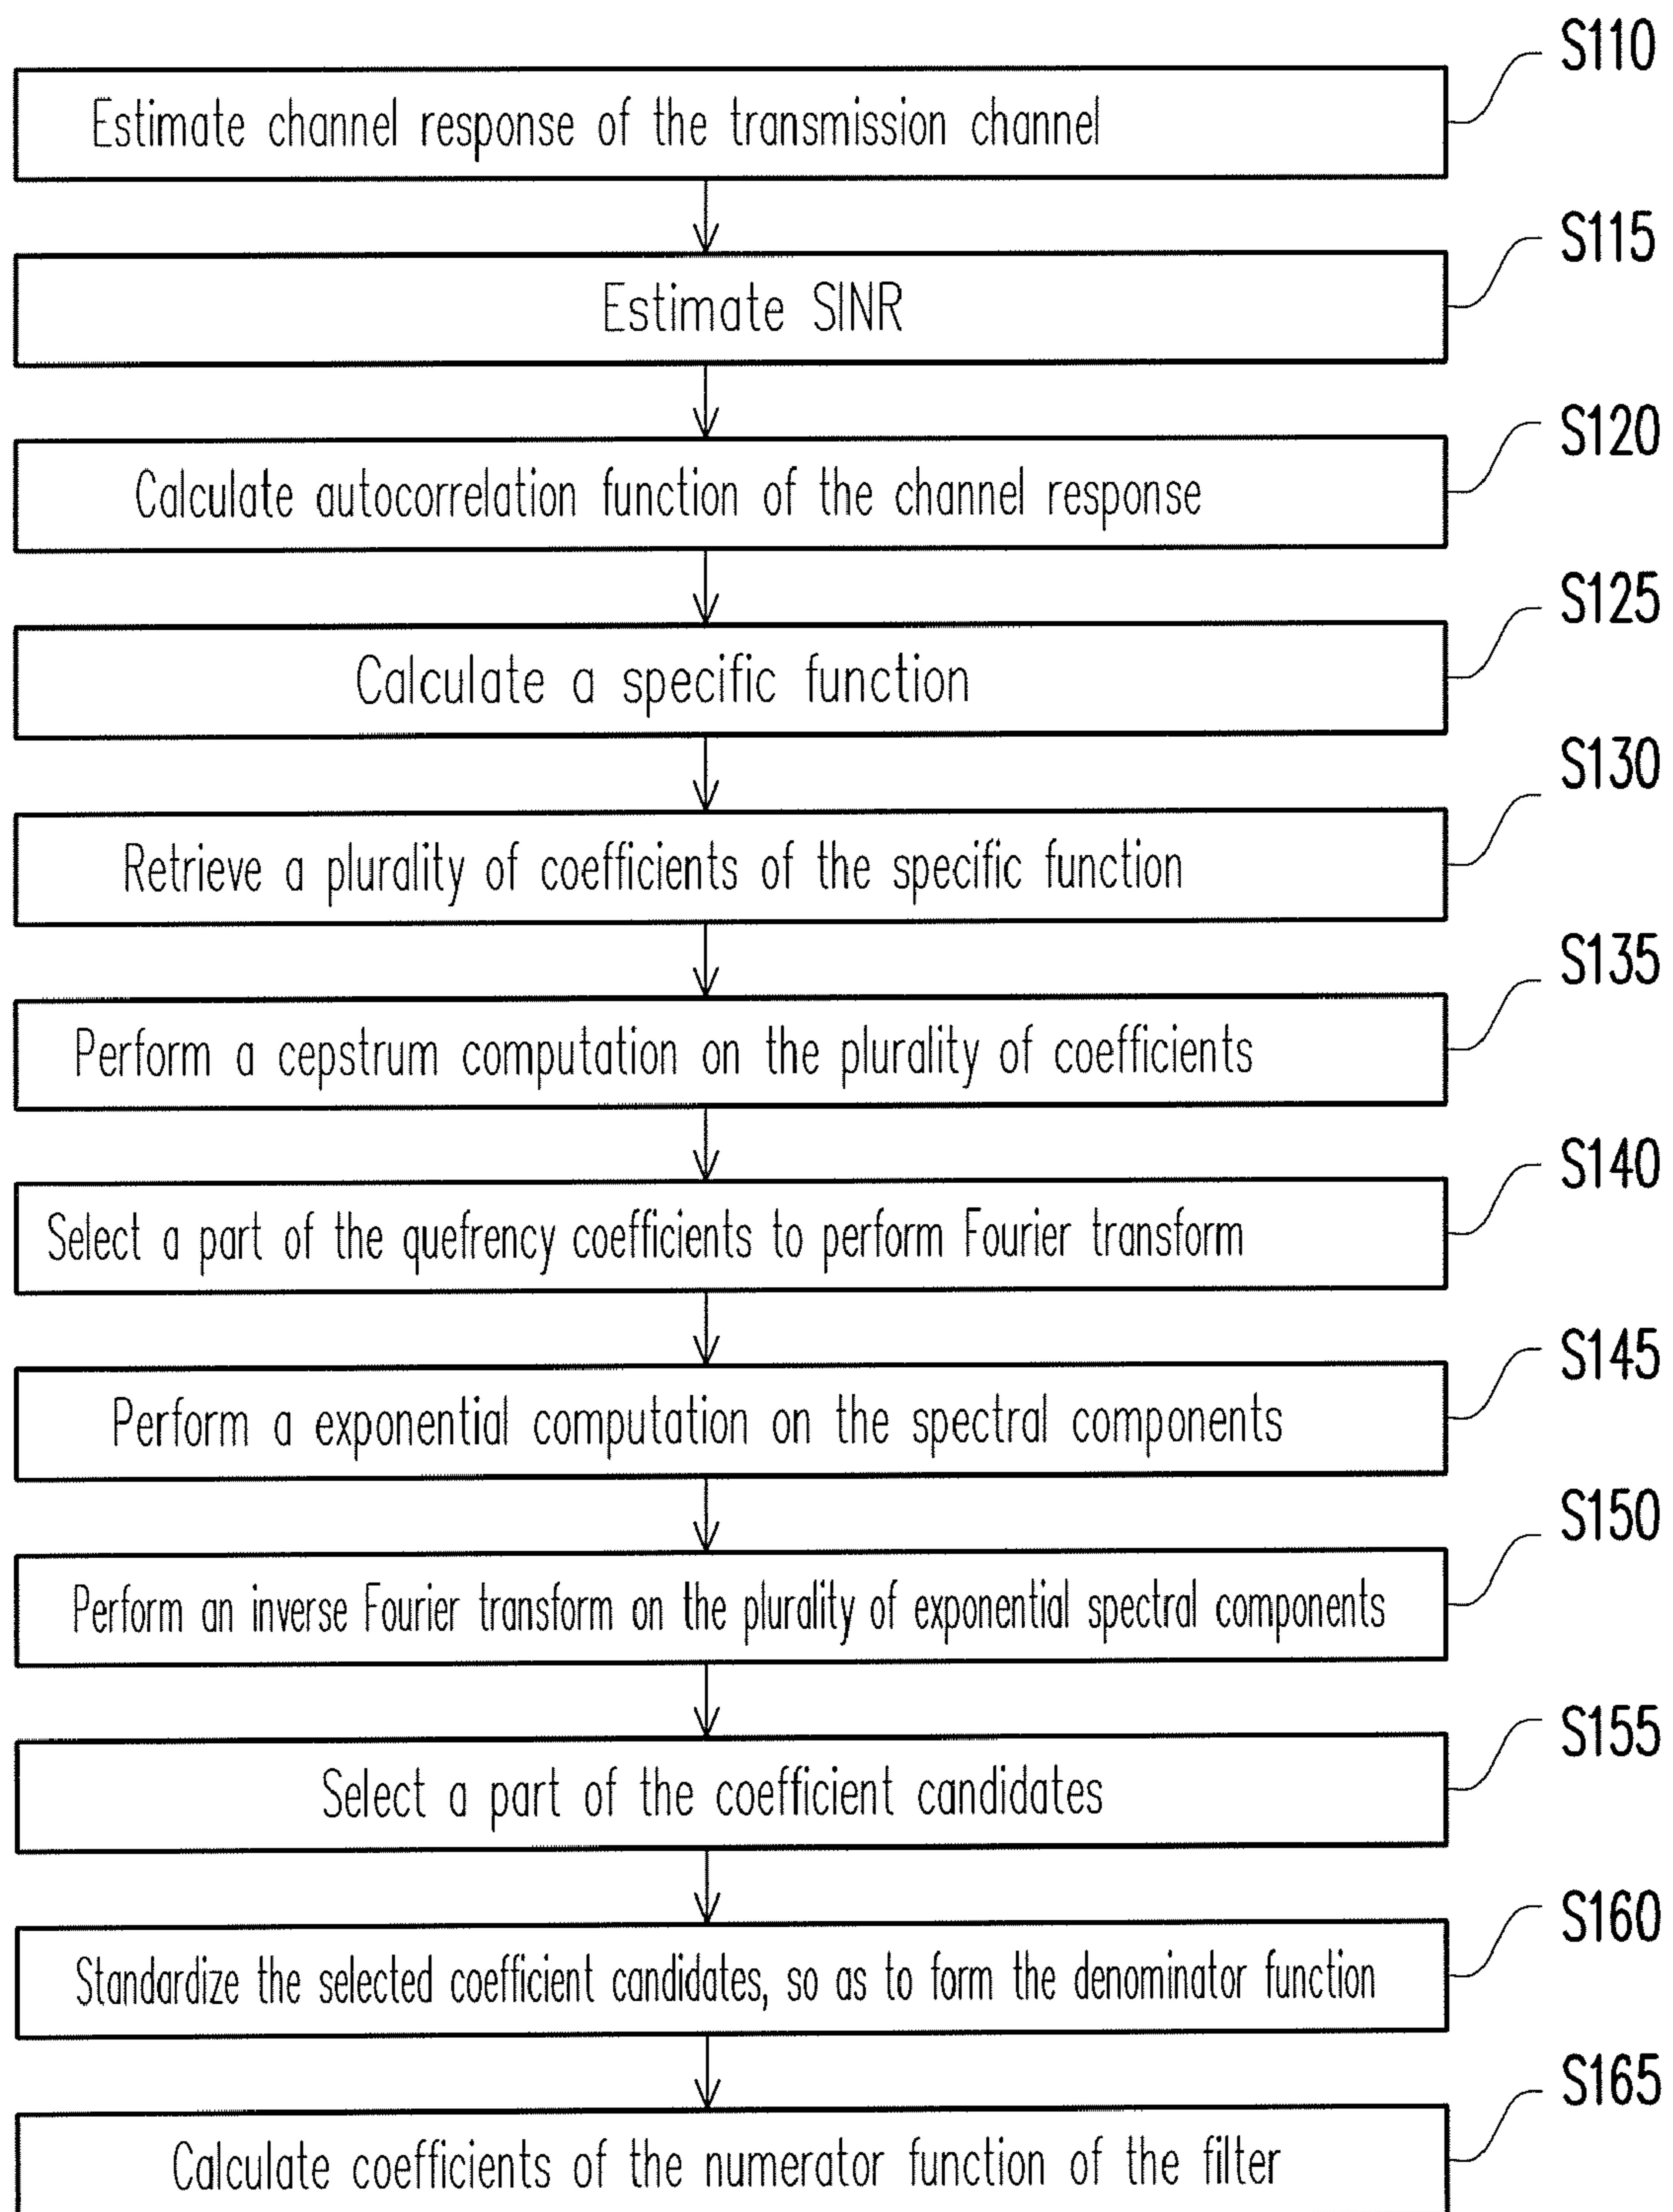 S110
Estimate channel response of the transmission channel
S115
Estimate SINR
S120
Calculate autocorrelation function of the channel response
S125
Calculate a specific function
S130
Retrieve a plurality of coefficients of the specific function
S135
Perform a cepstrum computation on the plurality of coefficients
S140
Select a part of the quefrency coefficients to perform Fourier transform
S145
Perform a exponential computation on the spectral components
S150
Perform an inverse Fourier transform on the plurality of exponential spectral components
S155
Select a part of the coefficient candidates
S160
Standardize the selected coefficient candidates, so as to form the denominator function
S165
Calculate coefficients of the numerator function of the filter